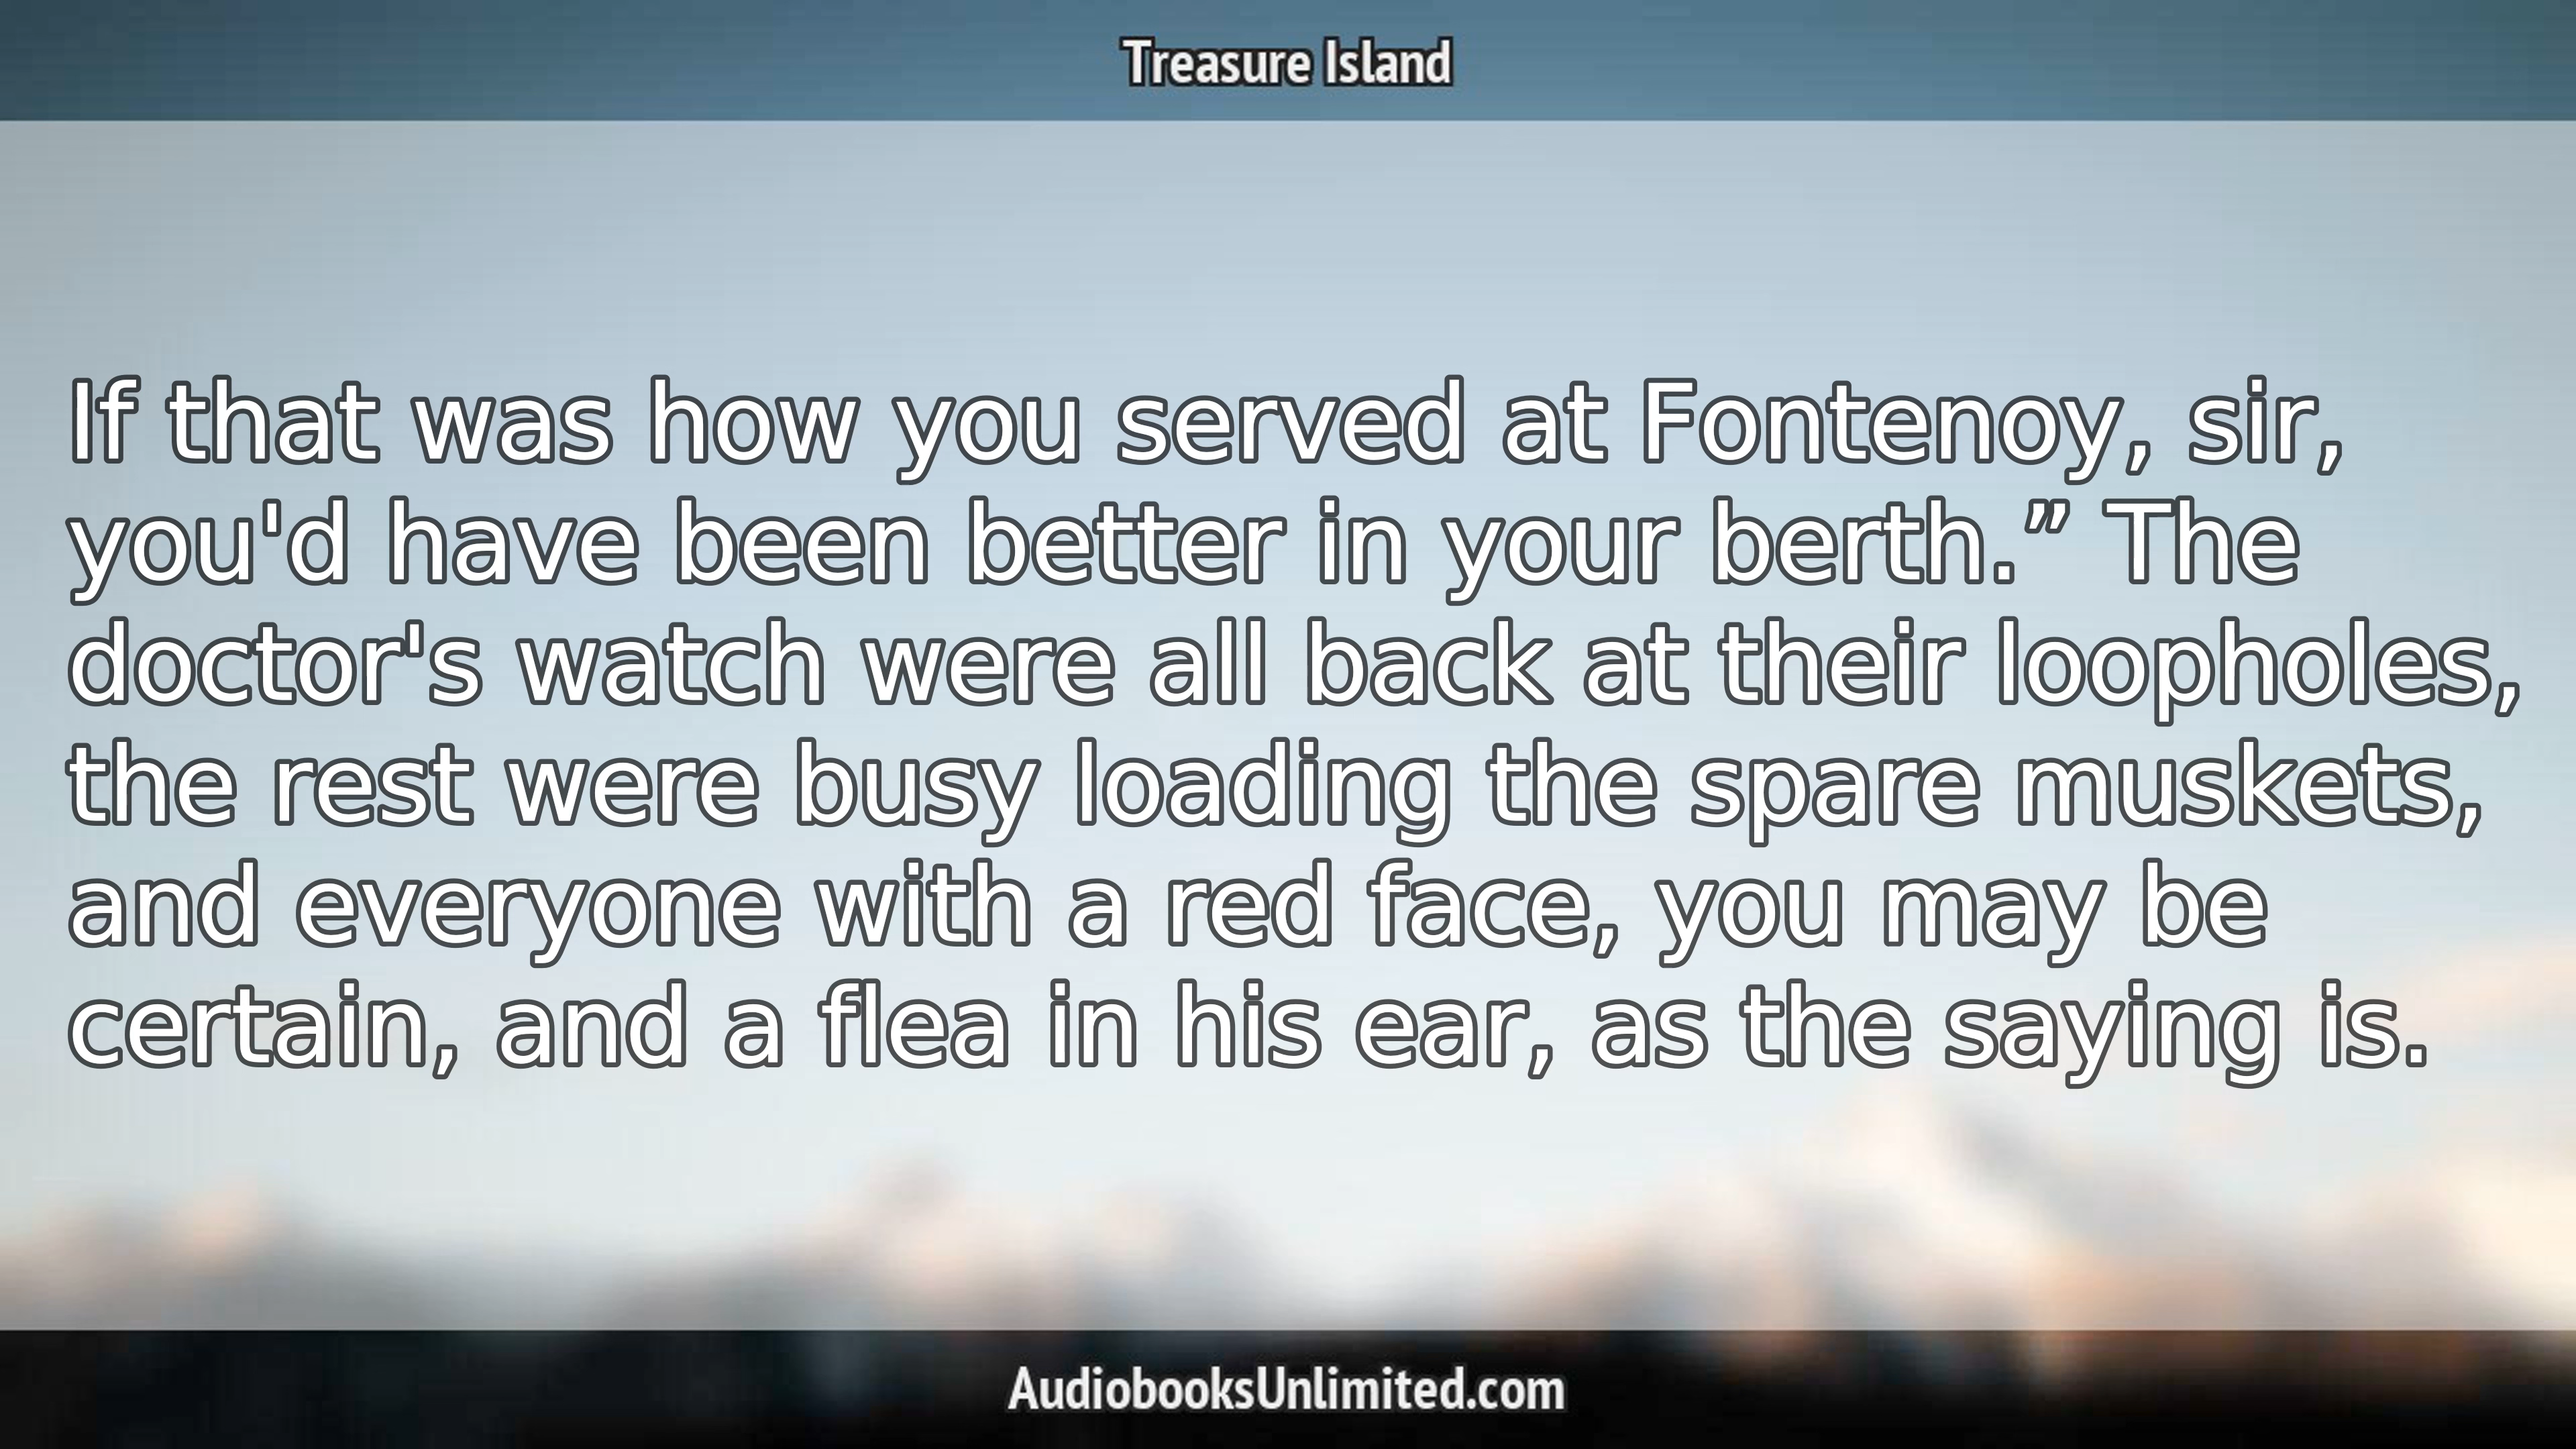 Treasure Island
If that was how you served at Fontenoy, sir,
you'd have been better in your berth.” The
doctor's watch were all back at their loopholes,
the rest were busy loading the spare muskets,
and everyone with a red face, you may be
certain, and a flea in his ear, as the saying is.
AudiobooksUnlimited.com